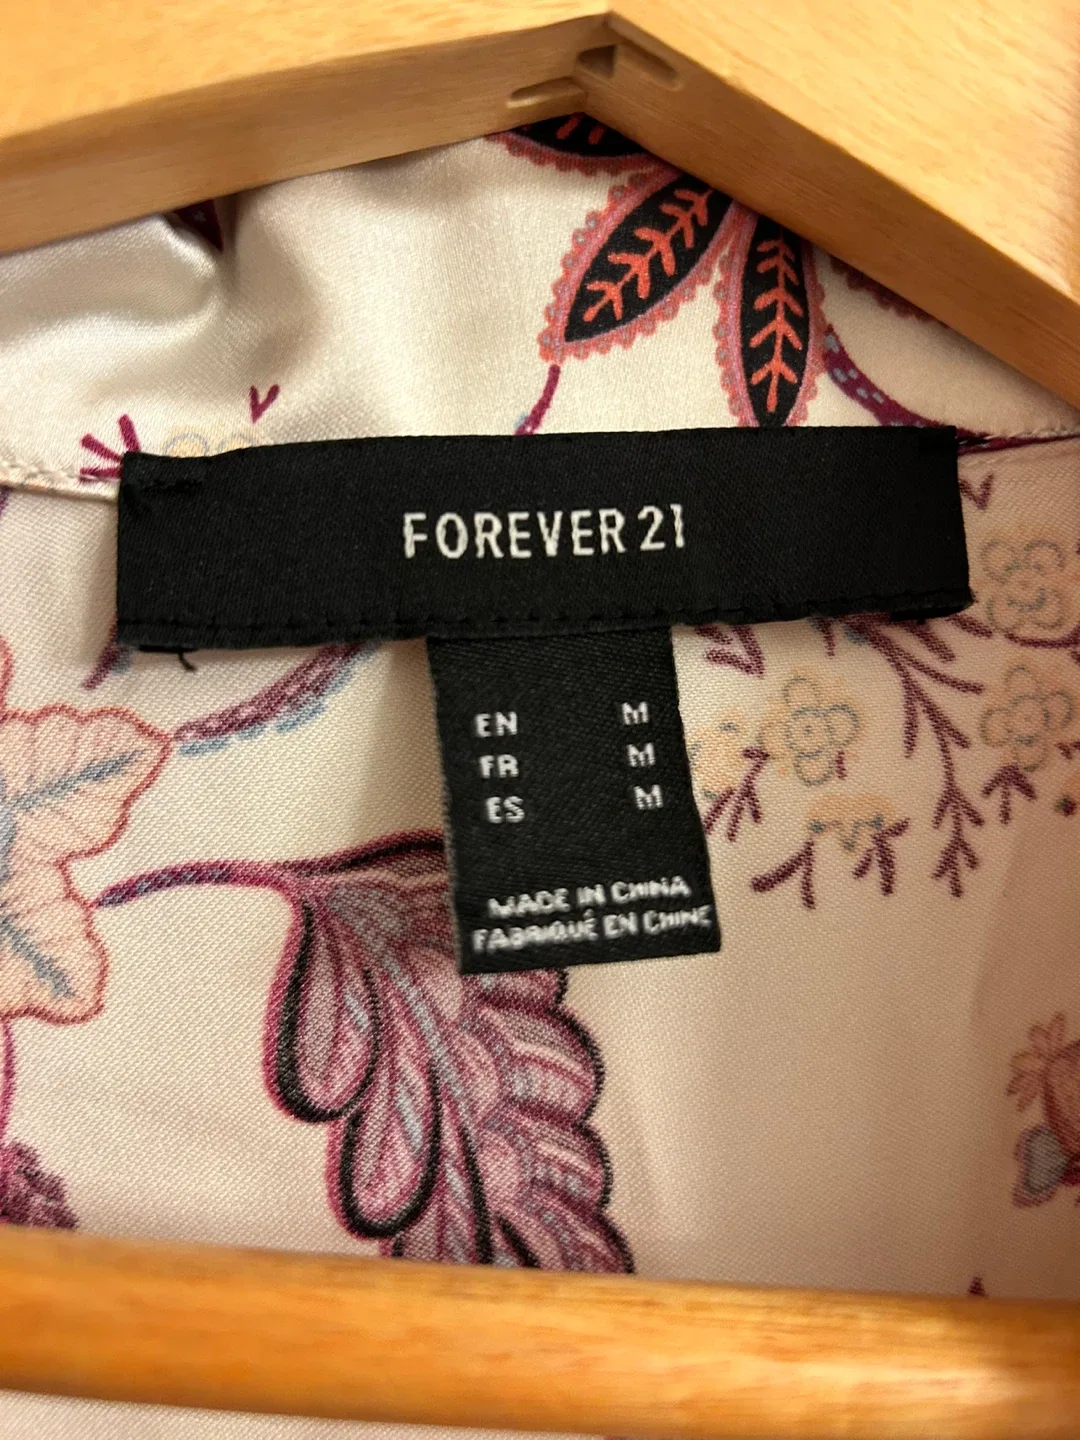 FOREVER 21
EN M
FR M
ES M
MADE IN CHINA
FABRIQUÉ EN CHINE